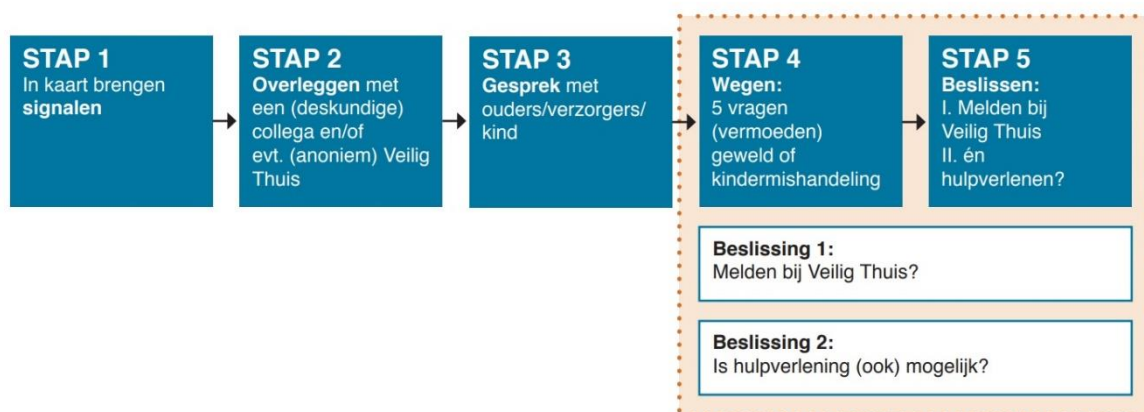 STAP 1
In kaart brengen
signalen
STAP 2
Overleggen met
een (deskundige)
collega en/of
evt. (anoniem) Veilig
Thuis
STAP 3
Gesprek met
ouders/verzorgers/
kind
STAP 4
Wegen:
5 vragen
(vermoeden)
geweld of
kindermishandeling
STAP 5
Beslissen:
I. Melden bij
Veilig Thuis
II. én
hulpverlenen?
Beslissing 1:
Melden bij Veilig Thuis?
Beslissing 2:
Is hulpverlening (ook) mogelijk?